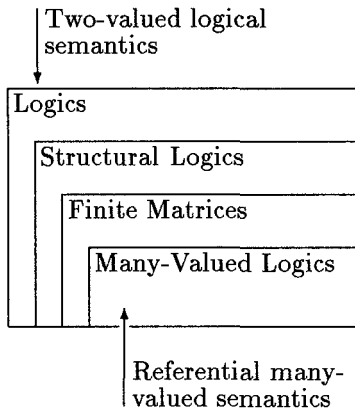 Two-valued logical
semantics
Logics
Structural Logics
Finite Matrices
Many-Valued Logics
Referential many-
valued semantics